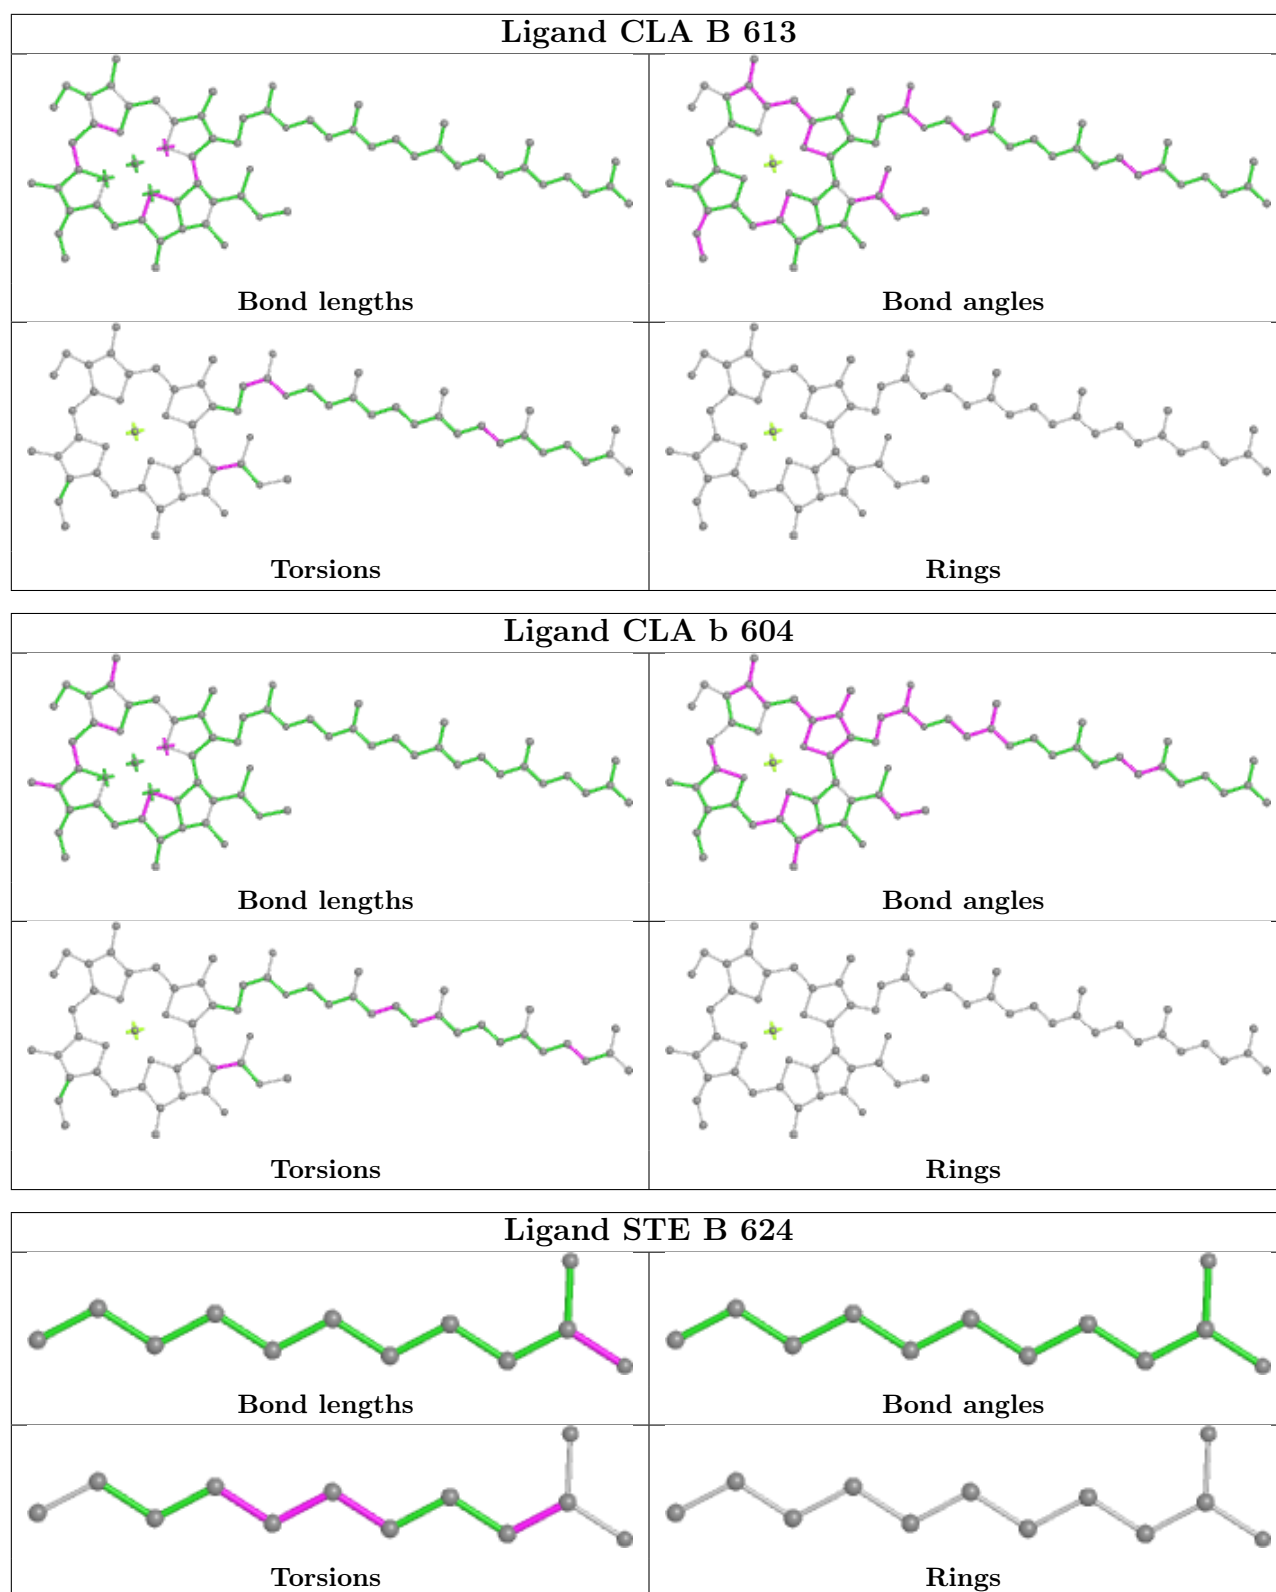 Ligand CLA B 613
Bond lengths
Bond angles
Torsions
Rings
Ligand CLA b 604
Bond lengths
Bond angles
Torsions
Rings
Ligand STE B 624
Bond lengths
Bond angles
Torsions
Rings